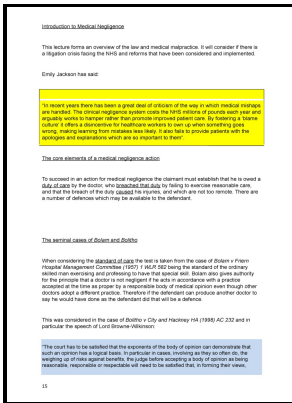 Introduction to Medical Negligence
This lecture forms an overview of the law and medical malpractice. It will consider if there is
a litigation crisis facing the NHS and reforms that have been considered and implemented.
Emily Jackson has said:
"In recent years there has been a great deal of criticism of the way in which medical mishaps
are handled. The clinical negligence system costs the NHS millions of pounds each year and
arguably works to hamper rather than promote improved patient care. By fostering a 'blame
culture' it offers a disincentive for healthcare workers to own up when something goes
wrong, making learning from mistakes less likely. It also fails to provide patients with the
apologies and explanations which are so important to them".
The core elements of a medical negligence action
To succeed in an action for medical negligence the claimant must establish that he is owed a
duty of care by the doctor, who breached that duty by failing to exercise reasonable care,
and that the breach of the duty caused his injuries, and which are not too remote. There are
a number of defences which may be available to the defendant.
The seminal cases of Bolam and Bolitho
When considering the standard of care the test is taken from the case of Bolam v Friern
Hospital Management Committee (1957) 1 WLR 582 being the standard of the ordinary
skilled man exercising and professing to have that special skill. Bolam also gives authority
for the principle that a doctor is not negligent if he acts in accordance with a practice
accepted at the time as proper by a responsible body of medical opinion even though other
doctors adopt a different practice. Therefore if the defendant can produce another doctor to
say he would have done as the defendant did that will be a defence.
This was considered in the case of Bolitho v City and Hackney HA (1998) AC 232 and in
particular the speech of Lord Browne-Wilkinson:
"The court has to be satisfied that the exponents of the body of opinion can demonstrate that
such an opinion has a logical basis. In particular in cases, involving as they so often do, the
weighing up of risks against benefits, the judge before accepting a body of opinion as being
reasonable, responsible or respectable will need to be satisfied that, in forming their views,
15